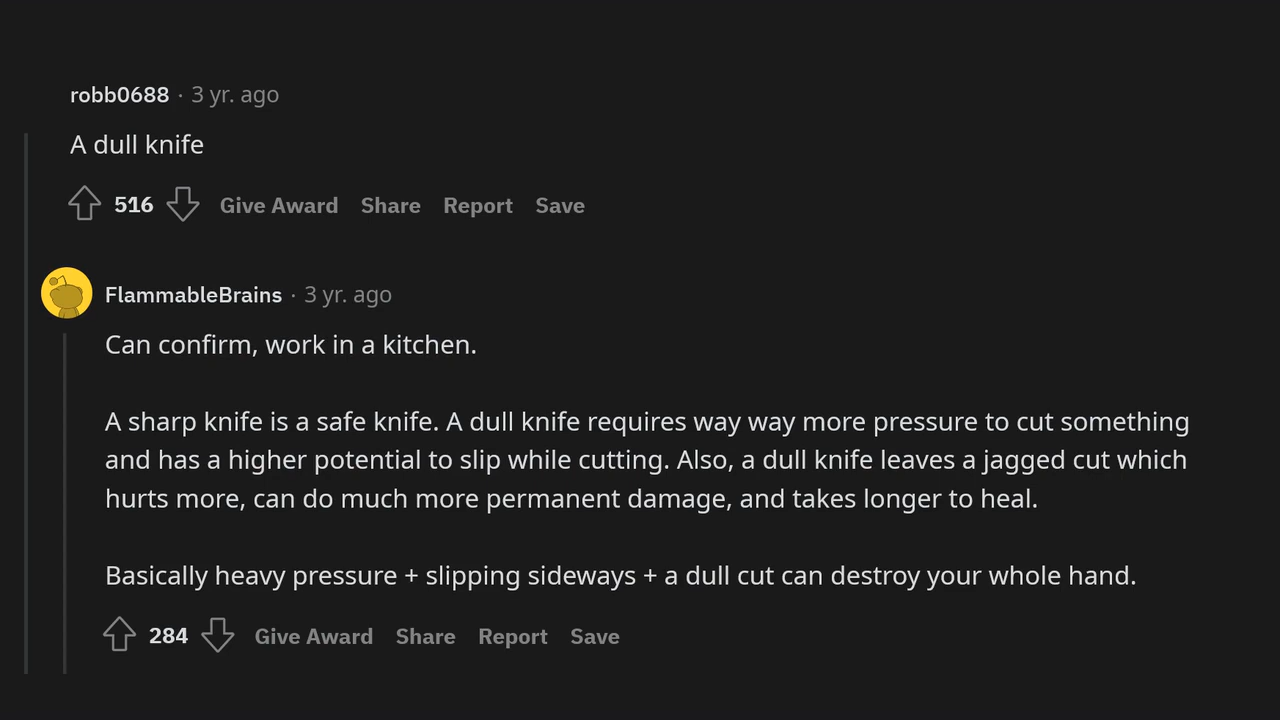 robb0688 · 3 yr. ago
A dull knife
516 Give Award Share Report Save
FlammableBrains · 3 yr. ago
Can confirm, work in a kitchen.
A sharp knife is a safe knife. A dull knife requires way way more pressure to cut something
and has a higher potential to slip while cutting. Also, a dull knife leaves a jagged cut which
hurts more, can do much more permanent damage, and takes longer to heal.
Basically heavy pressure + slipping sideways + a dull cut can destroy your whole hand.
284 Give Award Share Report Save